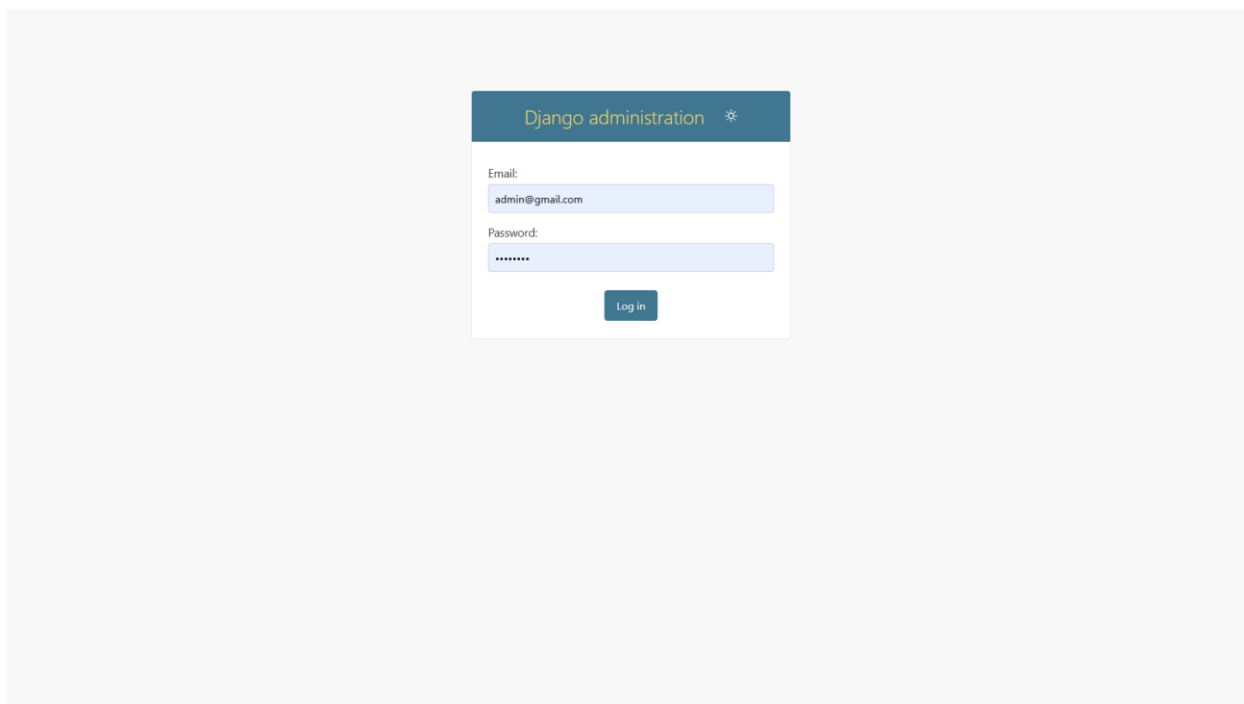 Django administration
Email:
admin@gmail.com
Password:
••••••••
Log in